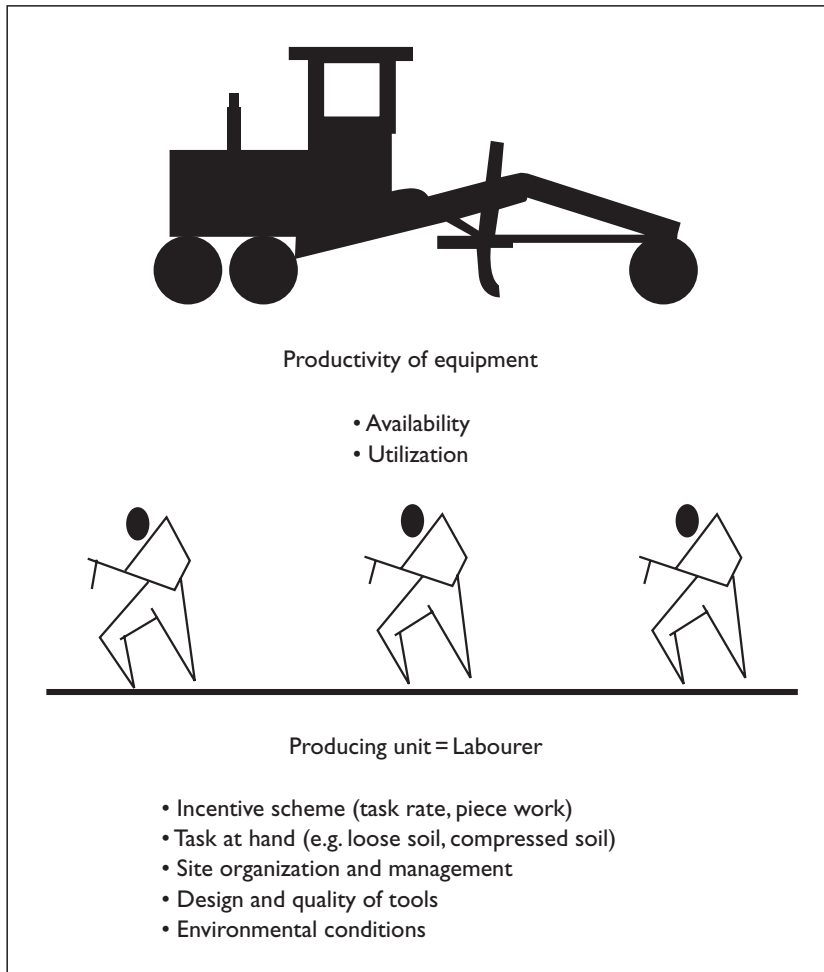 Productivity of equipment
• Availability
• Utilization
Producing unit = Labourer
• Incentive scheme (task rate, piece work)
• Task at hand (e.g. loose soil, compressed soil)
• Site organization and management
• Design and quality of tools
• Environmental conditions